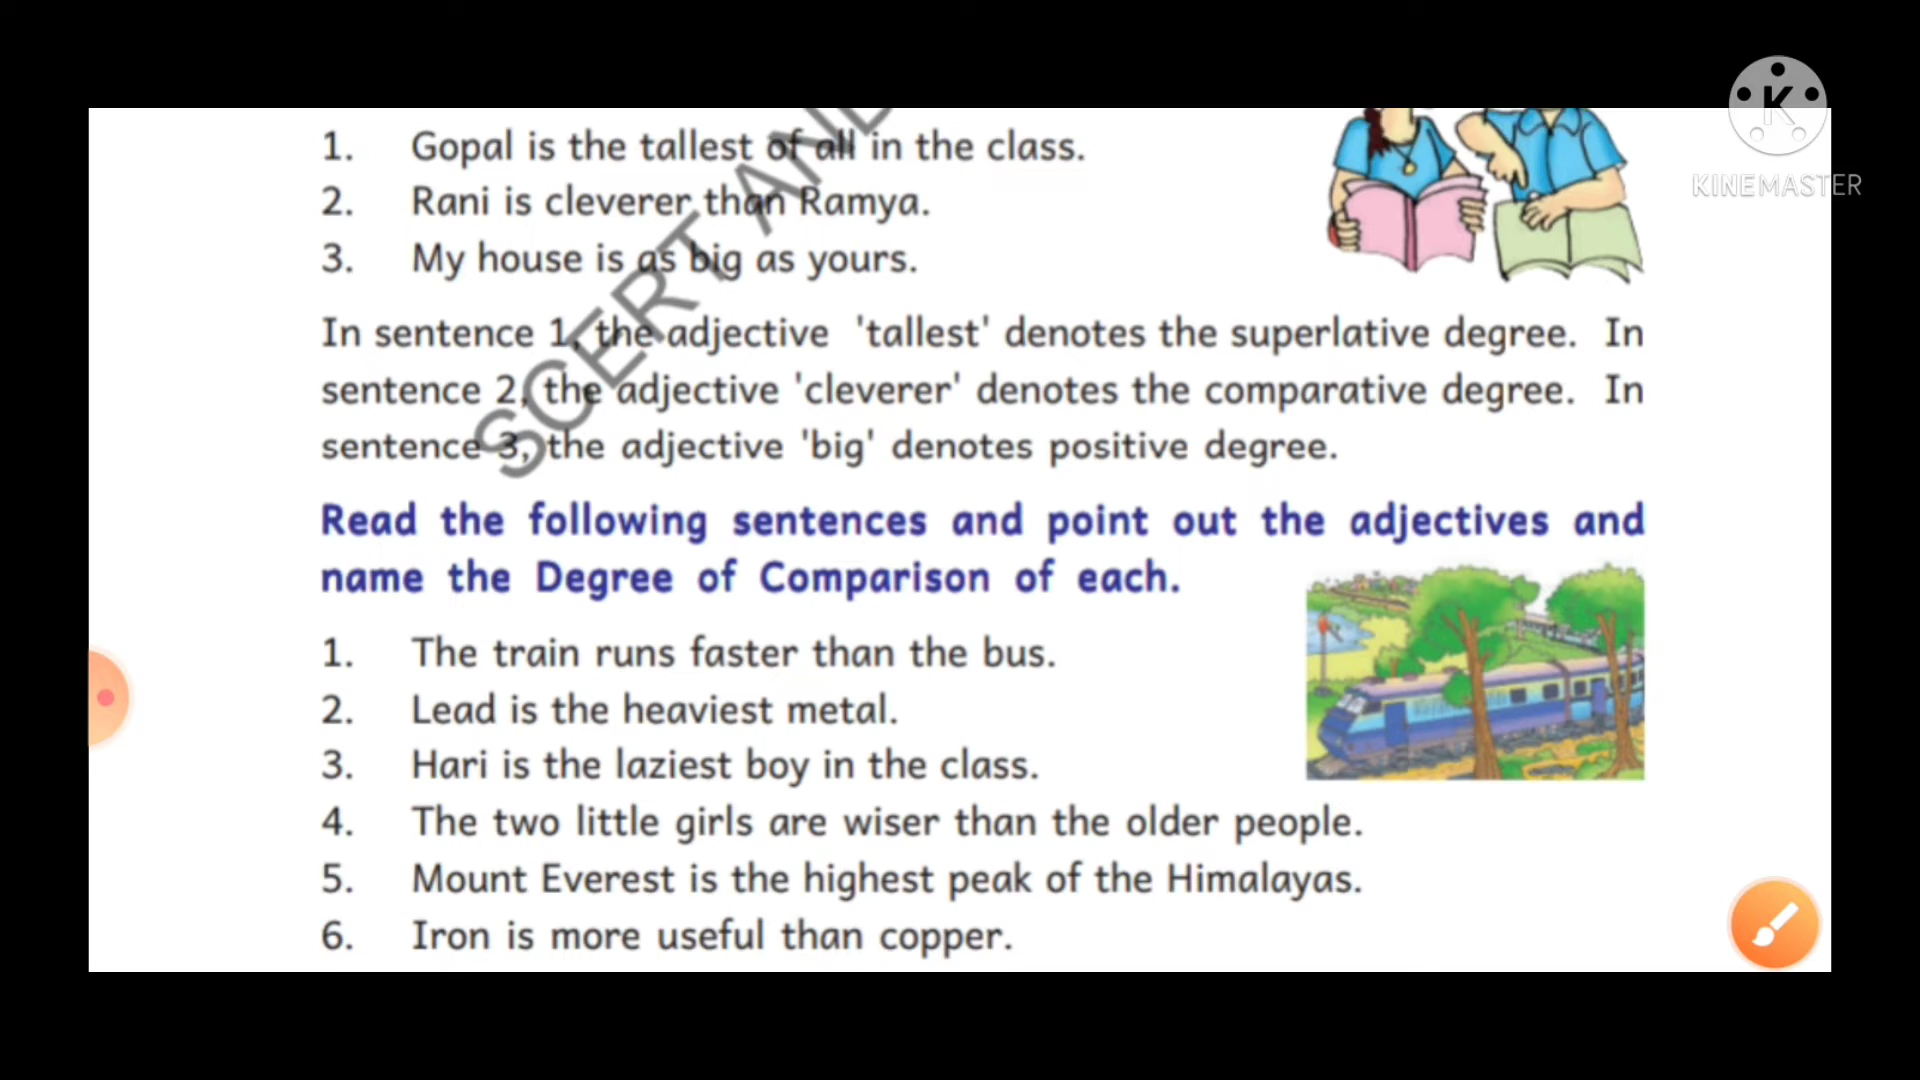 K
KINEMASTER
1. Gopal is the tallest of all in the class.
2. Rani is cleverer than Ramya.
3. My house is as big as yours.
SCERT AND
In sentence 1, the adjective 'tallest' denotes the superlative degree. In
sentence 2, the adjective 'cleverer' denotes the comparative degree. In
sentence 3, the adjective 'big' denotes positive degree.
Read the following sentences and point out the adjectives and
name the Degree of Comparison of each.
1. The train runs faster than the bus.
2. Lead is the heaviest metal.
3. Hari is the laziest boy in the class.
4. The two little girls are wiser than the older people.
5. Mount Everest is the highest peak of the Himalayas.
6. Iron is more useful than copper.